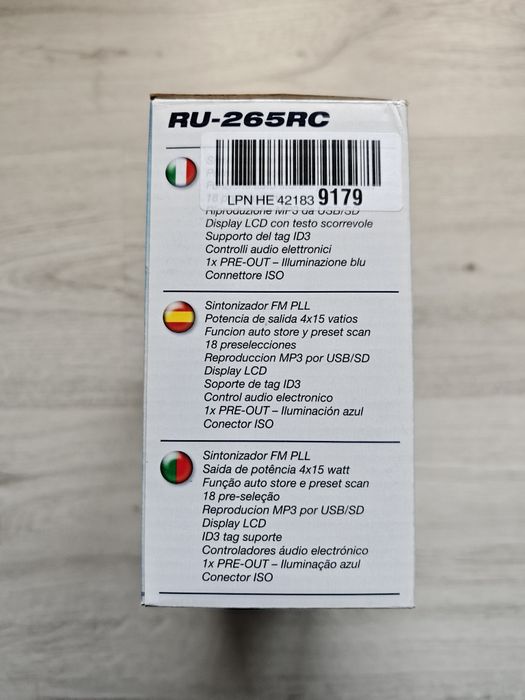 RU-265RC
LPN HE 42183 9179
Riproduzione MP3 da USB/SD
Display LCD con testo scorrevole
Supporto del tag ID3
Controlli audio elettronici
1x PRE-OUT – Illuminazione blu
Connettore ISO
Sintonizador FM PLL
Potencia de salida 4x15 vatios
Funcion auto store y preset scan
18 preselecciones
Reproduccion MP3 por USB/SD
Display LCD
Soporte de tag ID3
Control audio electronico
1x PRE-OUT – Iluminación azul
Conector ISO
Sintonizador FM PLL
Saida de potência 4x15 watt
Função auto store e preset scan
18 pre-seleção
Reproducion MP3 por USB/SD
Display LCD
ID3 tag suporte
Controladores áudio electrónico
1x PRE-OUT – Iluminação azul
Conector ISO